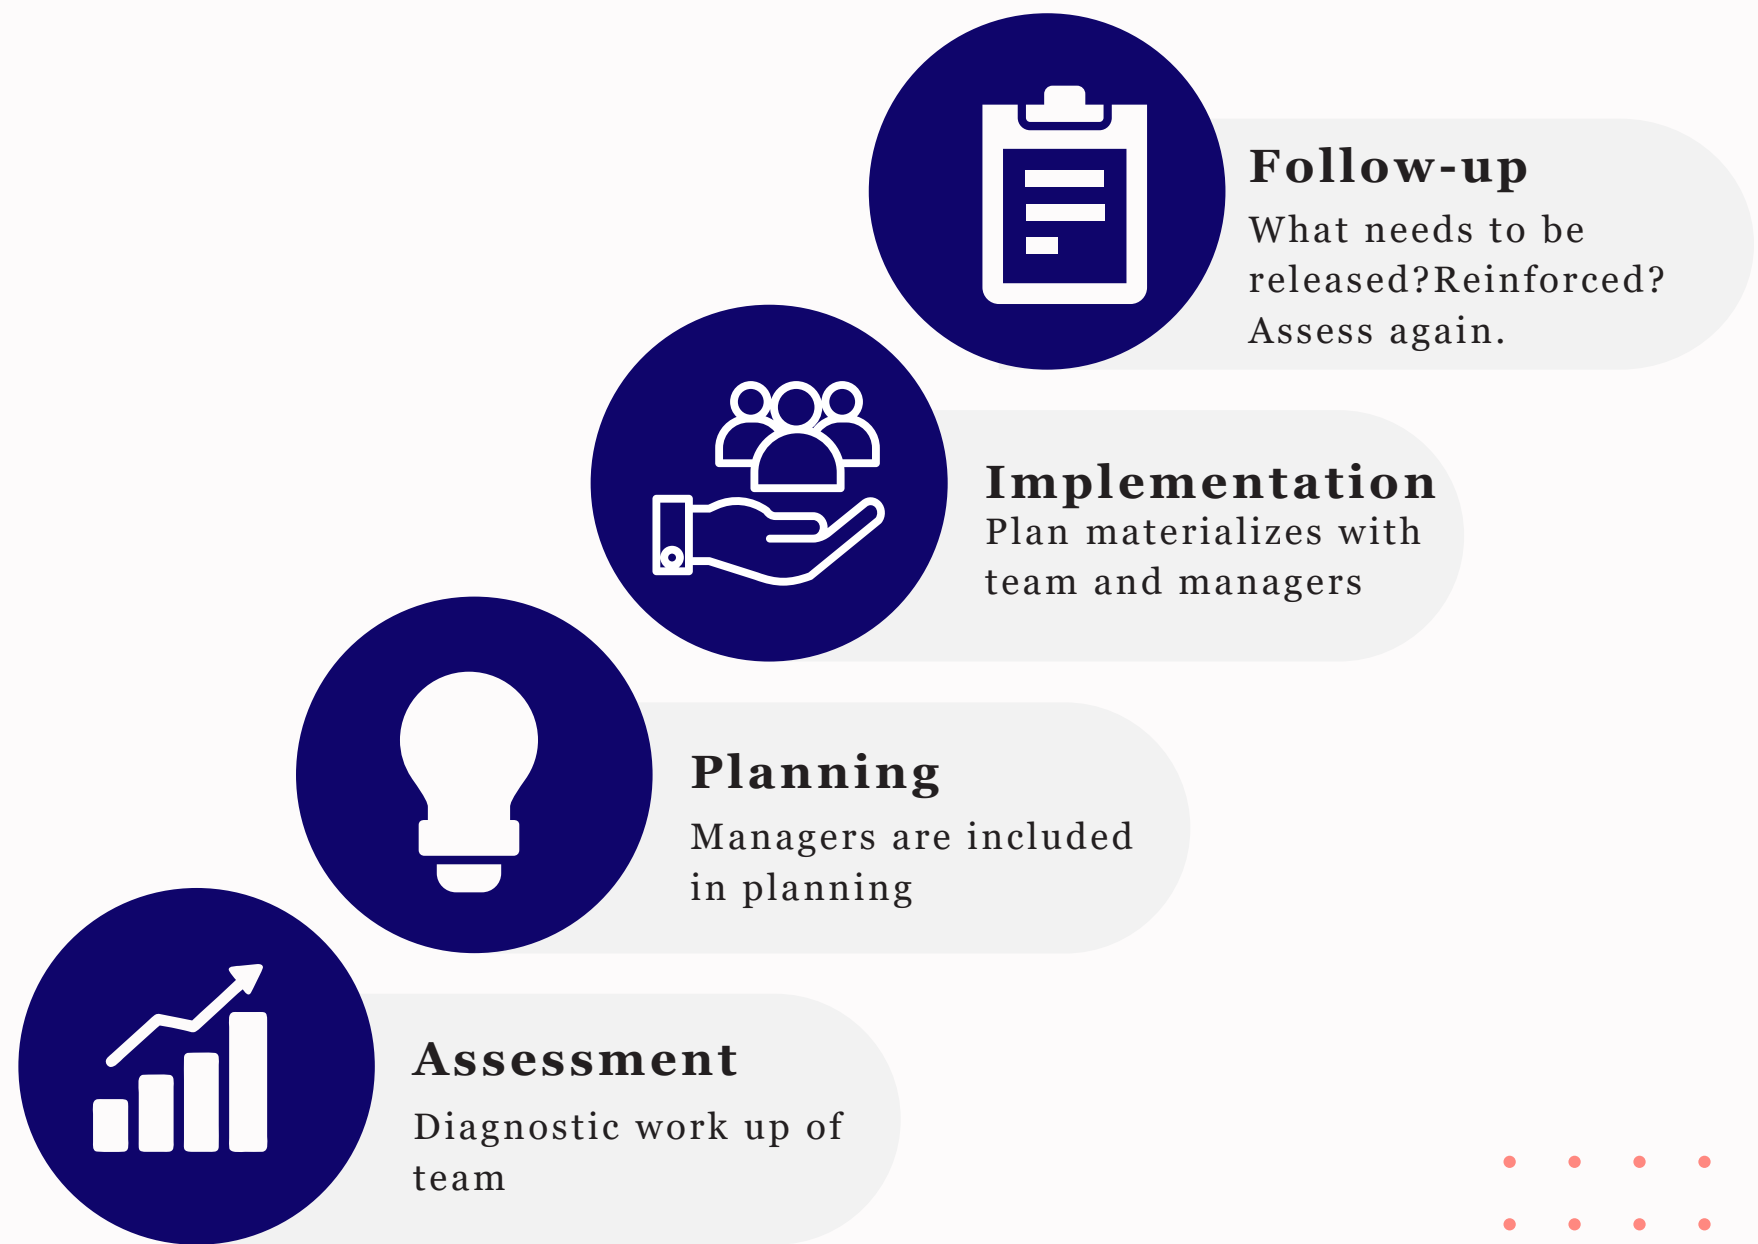 Follow-up
What needs to be
released?Reinforced?
Assess again.
Implementation
Plan materializes with
team and managers
Planning
Managers are included
in planning
Assessment
Diagnostic work up of
team